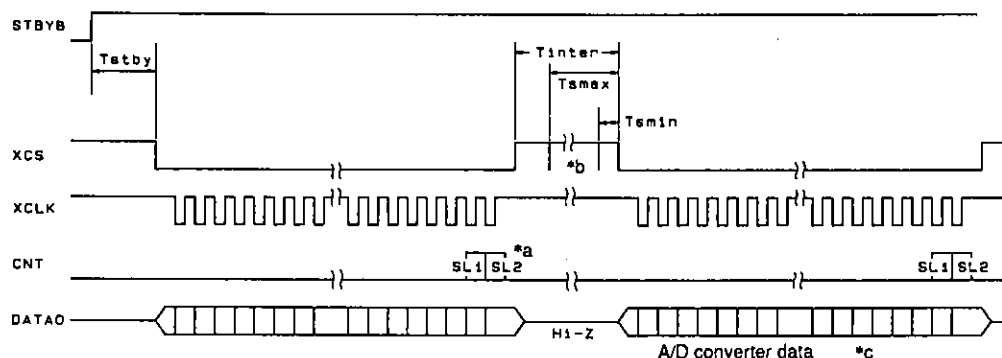 STBYB
Tstby
Tinter
Tsmax
Tsmin
XCS
*b
XCLK
*a
CNT
SL1 SL2
SL1 SL2
DATAO
Hi-Z
A/D converter data *c